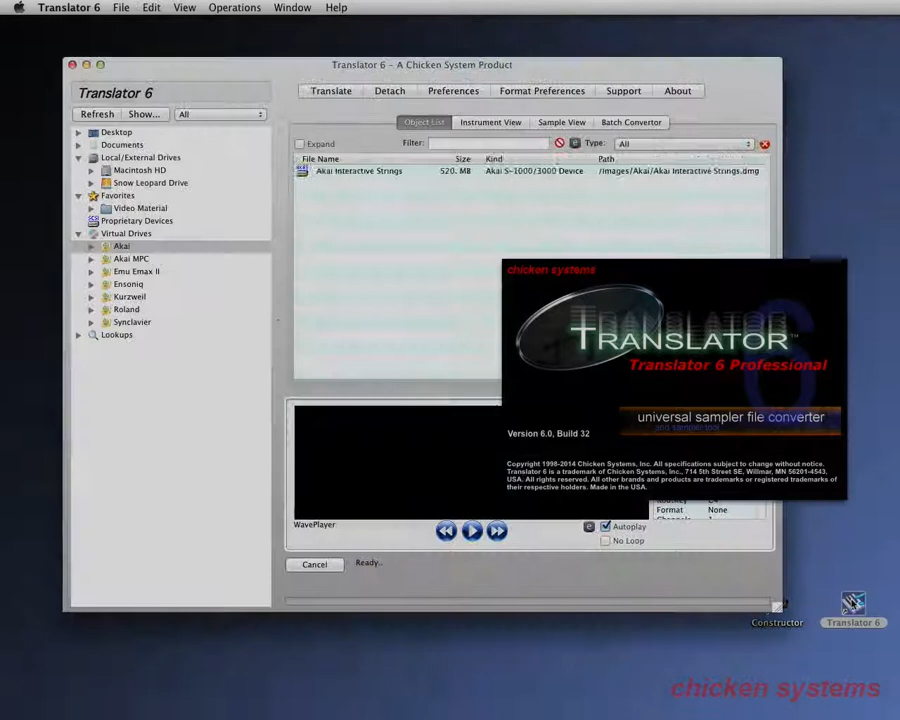 Translator 6 File Edit View Operations Window Help
Translator 6 – A Chicken System Product
Translator 6
Translate Detach Preferences Format Preferences Support About
Refresh Show... All
Object List Instrument View Sample View Batch Convertor
Expand Filter: Type: All
File Name Size Kind Path
Akai Interactive Strings 520. MB Akai S-1000/3000 Device /Images/Akai/Akai Interactive Strings.dmg
Desktop
Documents
Local/External Drives
Macintosh HD
Snow Leopard Drive
Favorites
Video Material
Proprietary Devices
Virtual Drives
Akai
Akai MPC
Emu Emax II
Ensoniq
Kurzweil
Roland
Synclavier
Lookups
chicken systems
TRANSLATOR™
Translator 6 Professional
6
universal sampler file converter
and sampler tool
Version 6.0, Build 32
Copyright 1998-2014 Chicken Systems, Inc. All specifications subject to change without notice.
Translator 6 is a trademark of Chicken Systems, Inc., 714 5th Street SE, Willmar, MN 56201-4543,
USA. All rights reserved. All other brands and products are trademarks or registered trademarks of
their respective holders. Made in the USA.
Format None
WavePlayer
Autoplay
No Loop
Cancel Ready..
Constructor
Translator 6
chicken systems